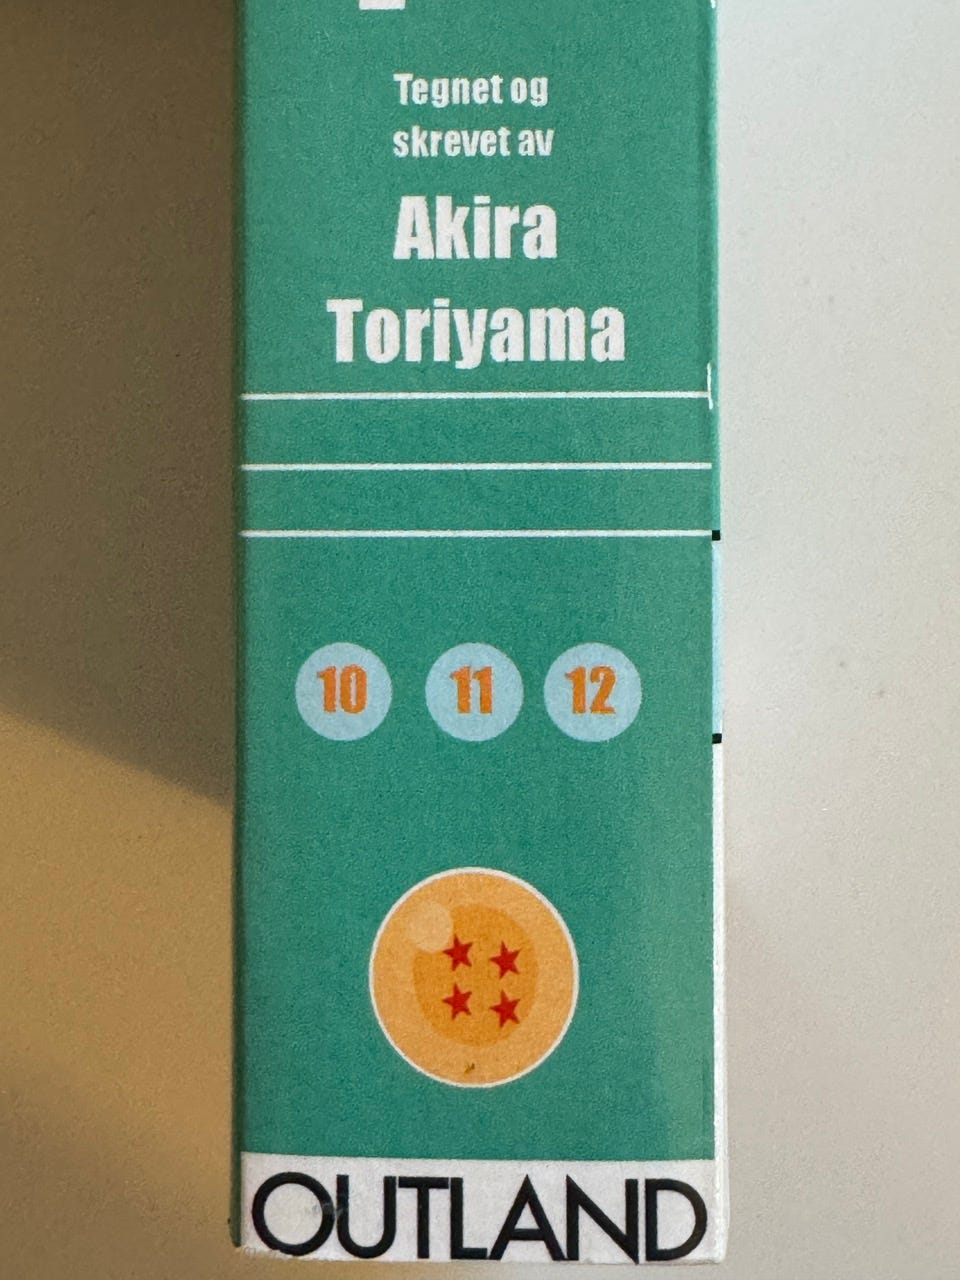 Tegnet og
skrevet av
Akira
Toriyama
10 11 12
OUTLAND